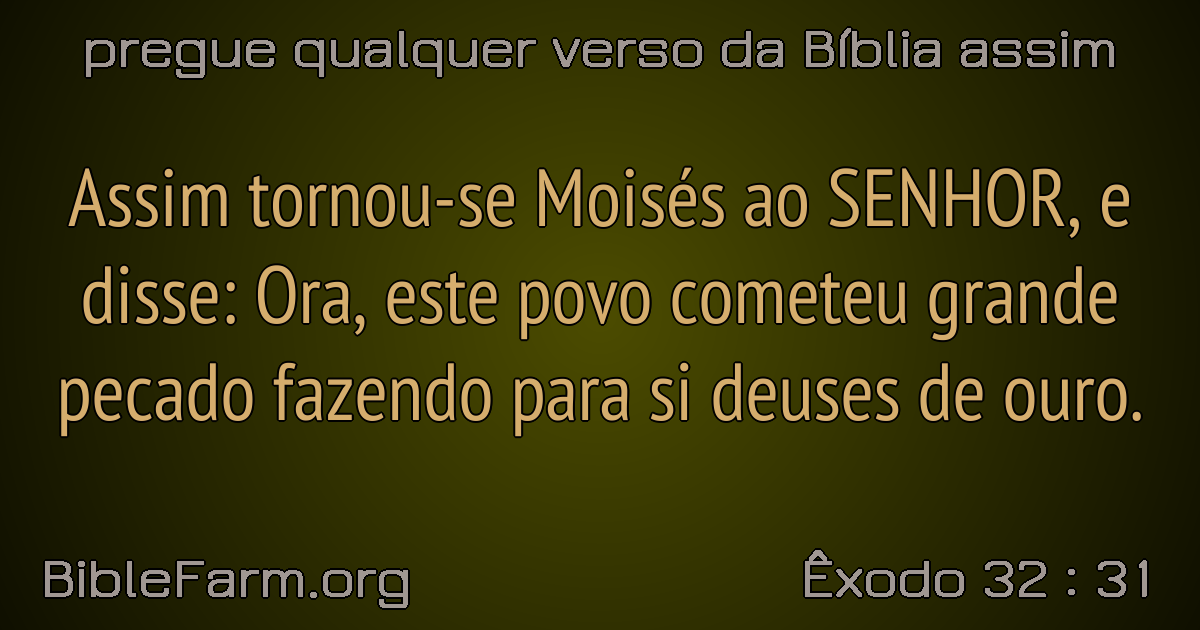 pregue qualquer verso da Bíblia assim
Assim tornou-se Moisés ao SENHOR, e
disse: Ora, este povo cometeu grande
pecado fazendo para si deuses de ouro.
BibleFarm.org
Êxodo 32 : 31